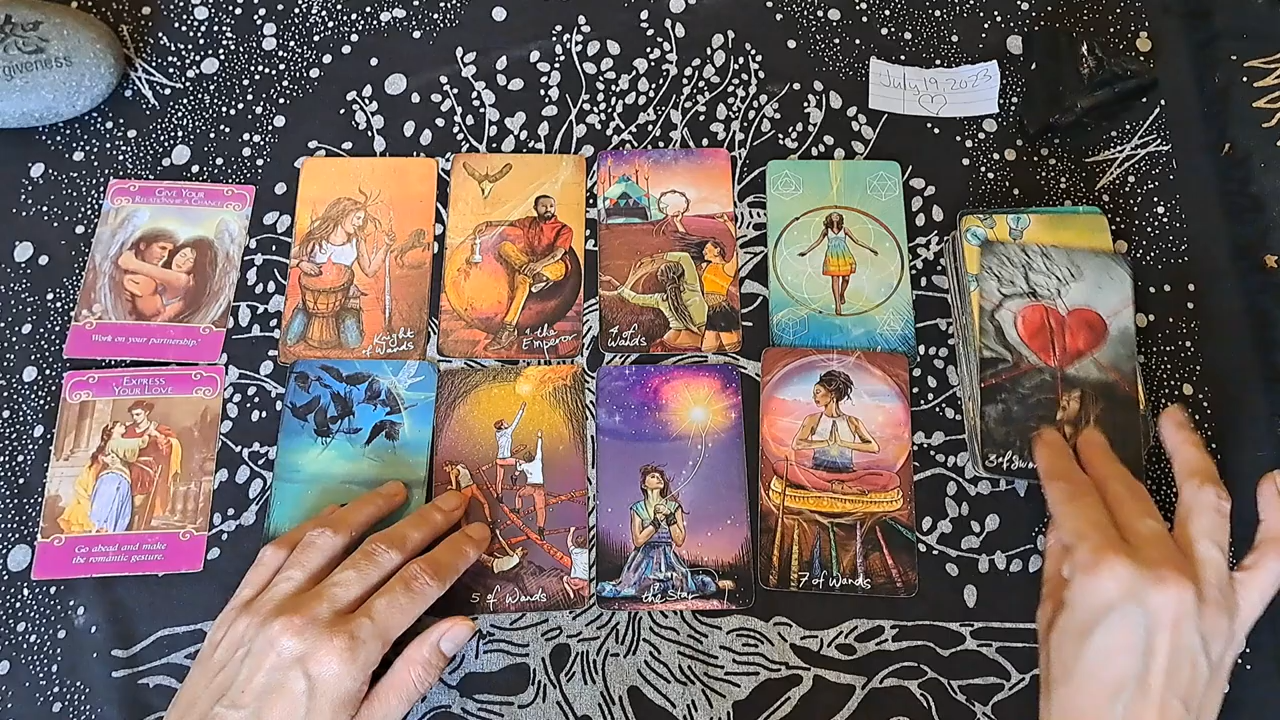 giveness
July 19, 2023
GIVE YOUR
RELATIONSHIP A CHANCE
Work on your partnership.
EXPRESS
YOUR LOVE
Go ahead and make
the romantic gesture.
Knight
of Wands
the
Emperor
4 of
Wands
5 of Wands
the Star
7 of Wands
3 of Swo